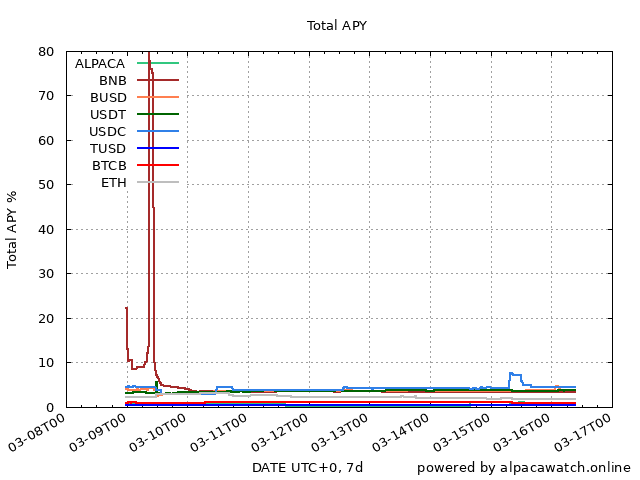 Total APY
Total APY %
80
70
60
50
40
30
20
10
0
ALPACA
BNB
BUSD
USDT
USDC
TUSD
BTCB
ETH
03-08T00
03-09T00
03-10T00
03-11T00
03-12T00
03-13T00
03-14T00
03-15T00
03-16T00
03-17T00
DATE UTC+0, 7d
powered by alpacawatch.online